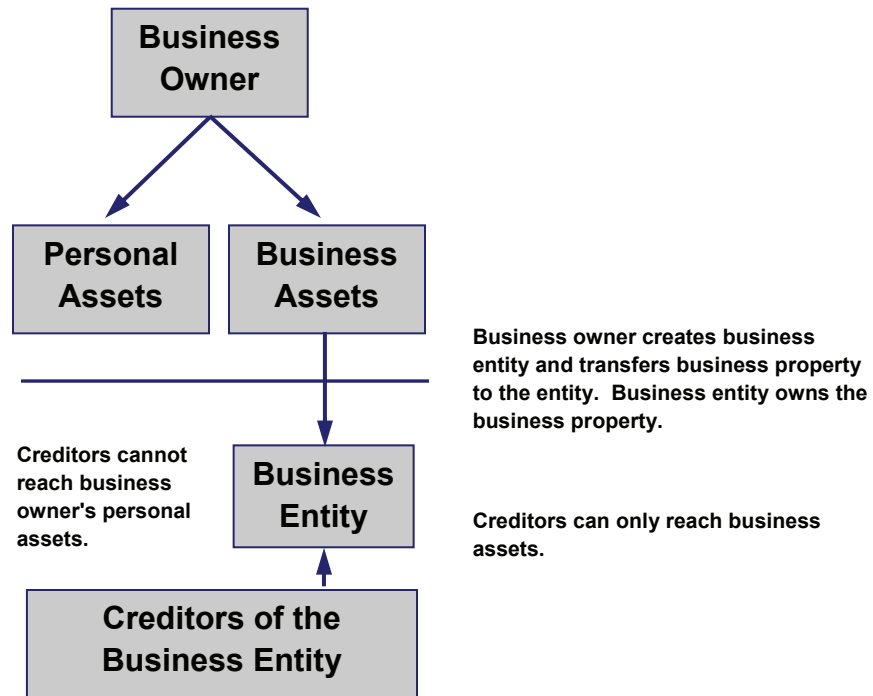 Business
Owner
Personal
Assets
Business
Assets
Business owner creates business
entity and transfers business property
to the entity.  Business entity owns the
business property.
Creditors cannot
reach business
owner's personal
assets.
Business
Entity
Creditors can only reach business
assets.
Creditors of the
Business Entity